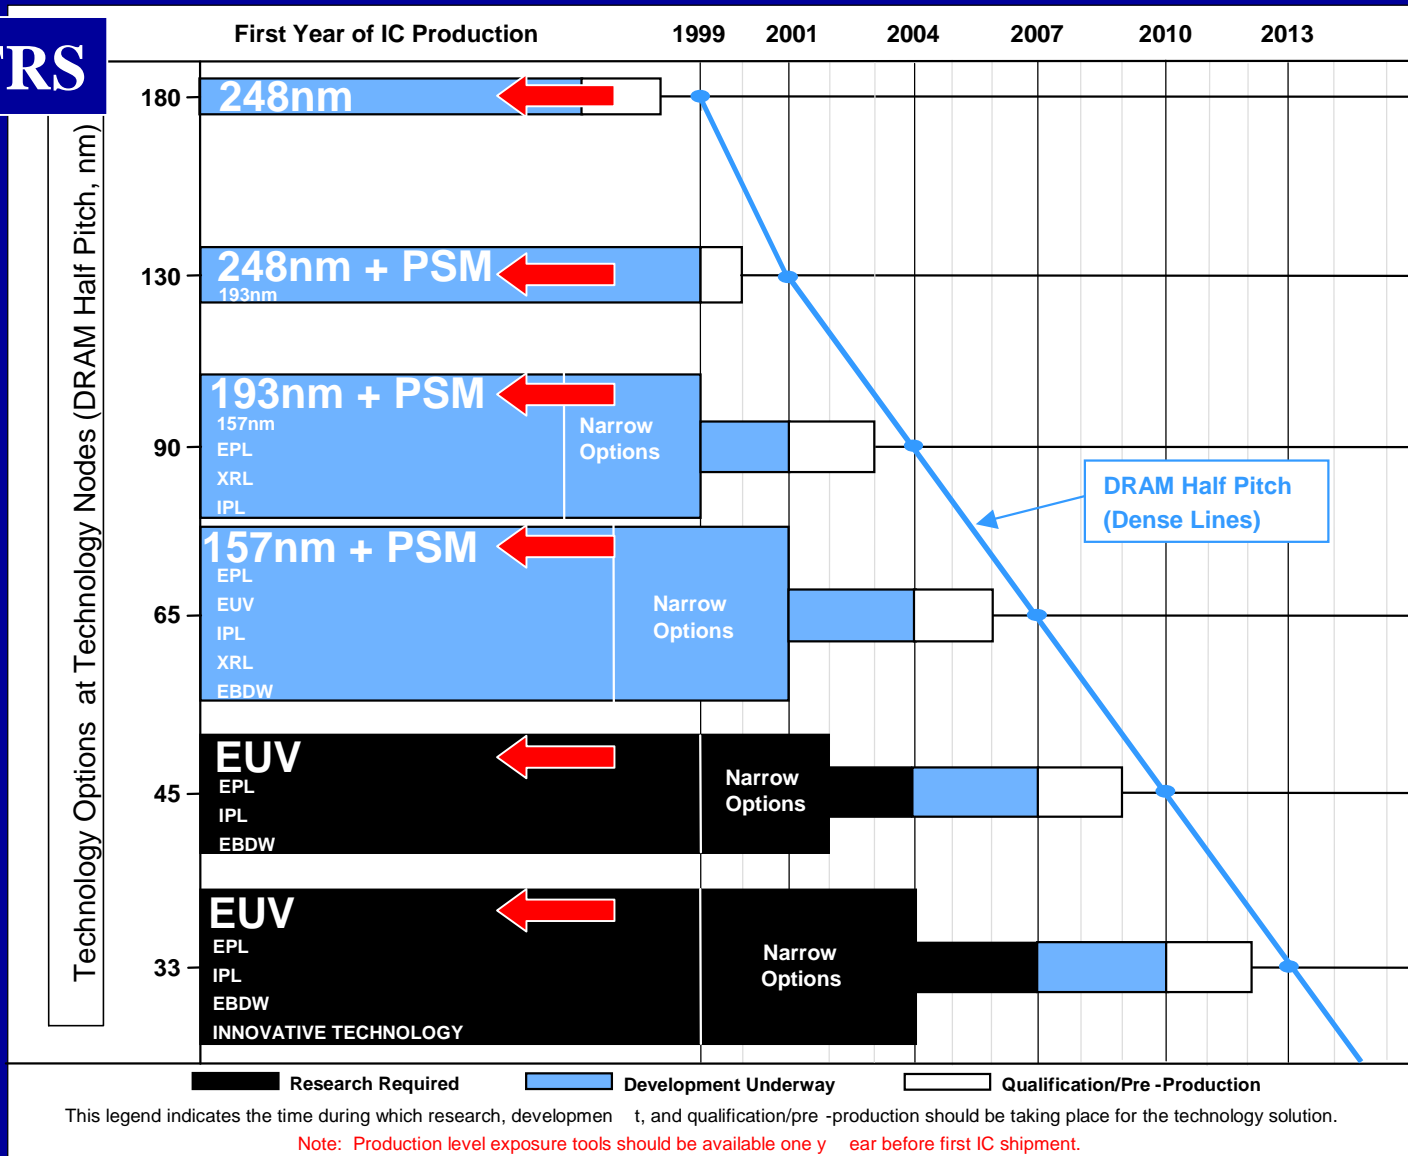 First Year of IC Production 1999 2001 2004 2007 2010 2013
TRS
Technology Options at Technology Nodes (DRAM Half Pitch, nm)
180
248nm
130
248nm + PSM
193nm
90
193nm + PSM
157nm
EPL
XRL
IPL
Narrow
Options
DRAM Half Pitch
(Dense Lines)
65
157nm + PSM
EPL
EUV
IPL
XRL
EBDW
Narrow
Options
45
EUV
EPL
IPL
EBDW
Narrow
Options
33
EUV
EPL
IPL
EBDW
INNOVATIVE TECHNOLOGY
Narrow
Options
Research Required Development Underway Qualification/Pre -Production
This legend indicates the time during which research, developmen t, and qualification/pre -production should be taking place for the technology solution.
Note: Production level exposure tools should be available one y ear before first IC shipment.